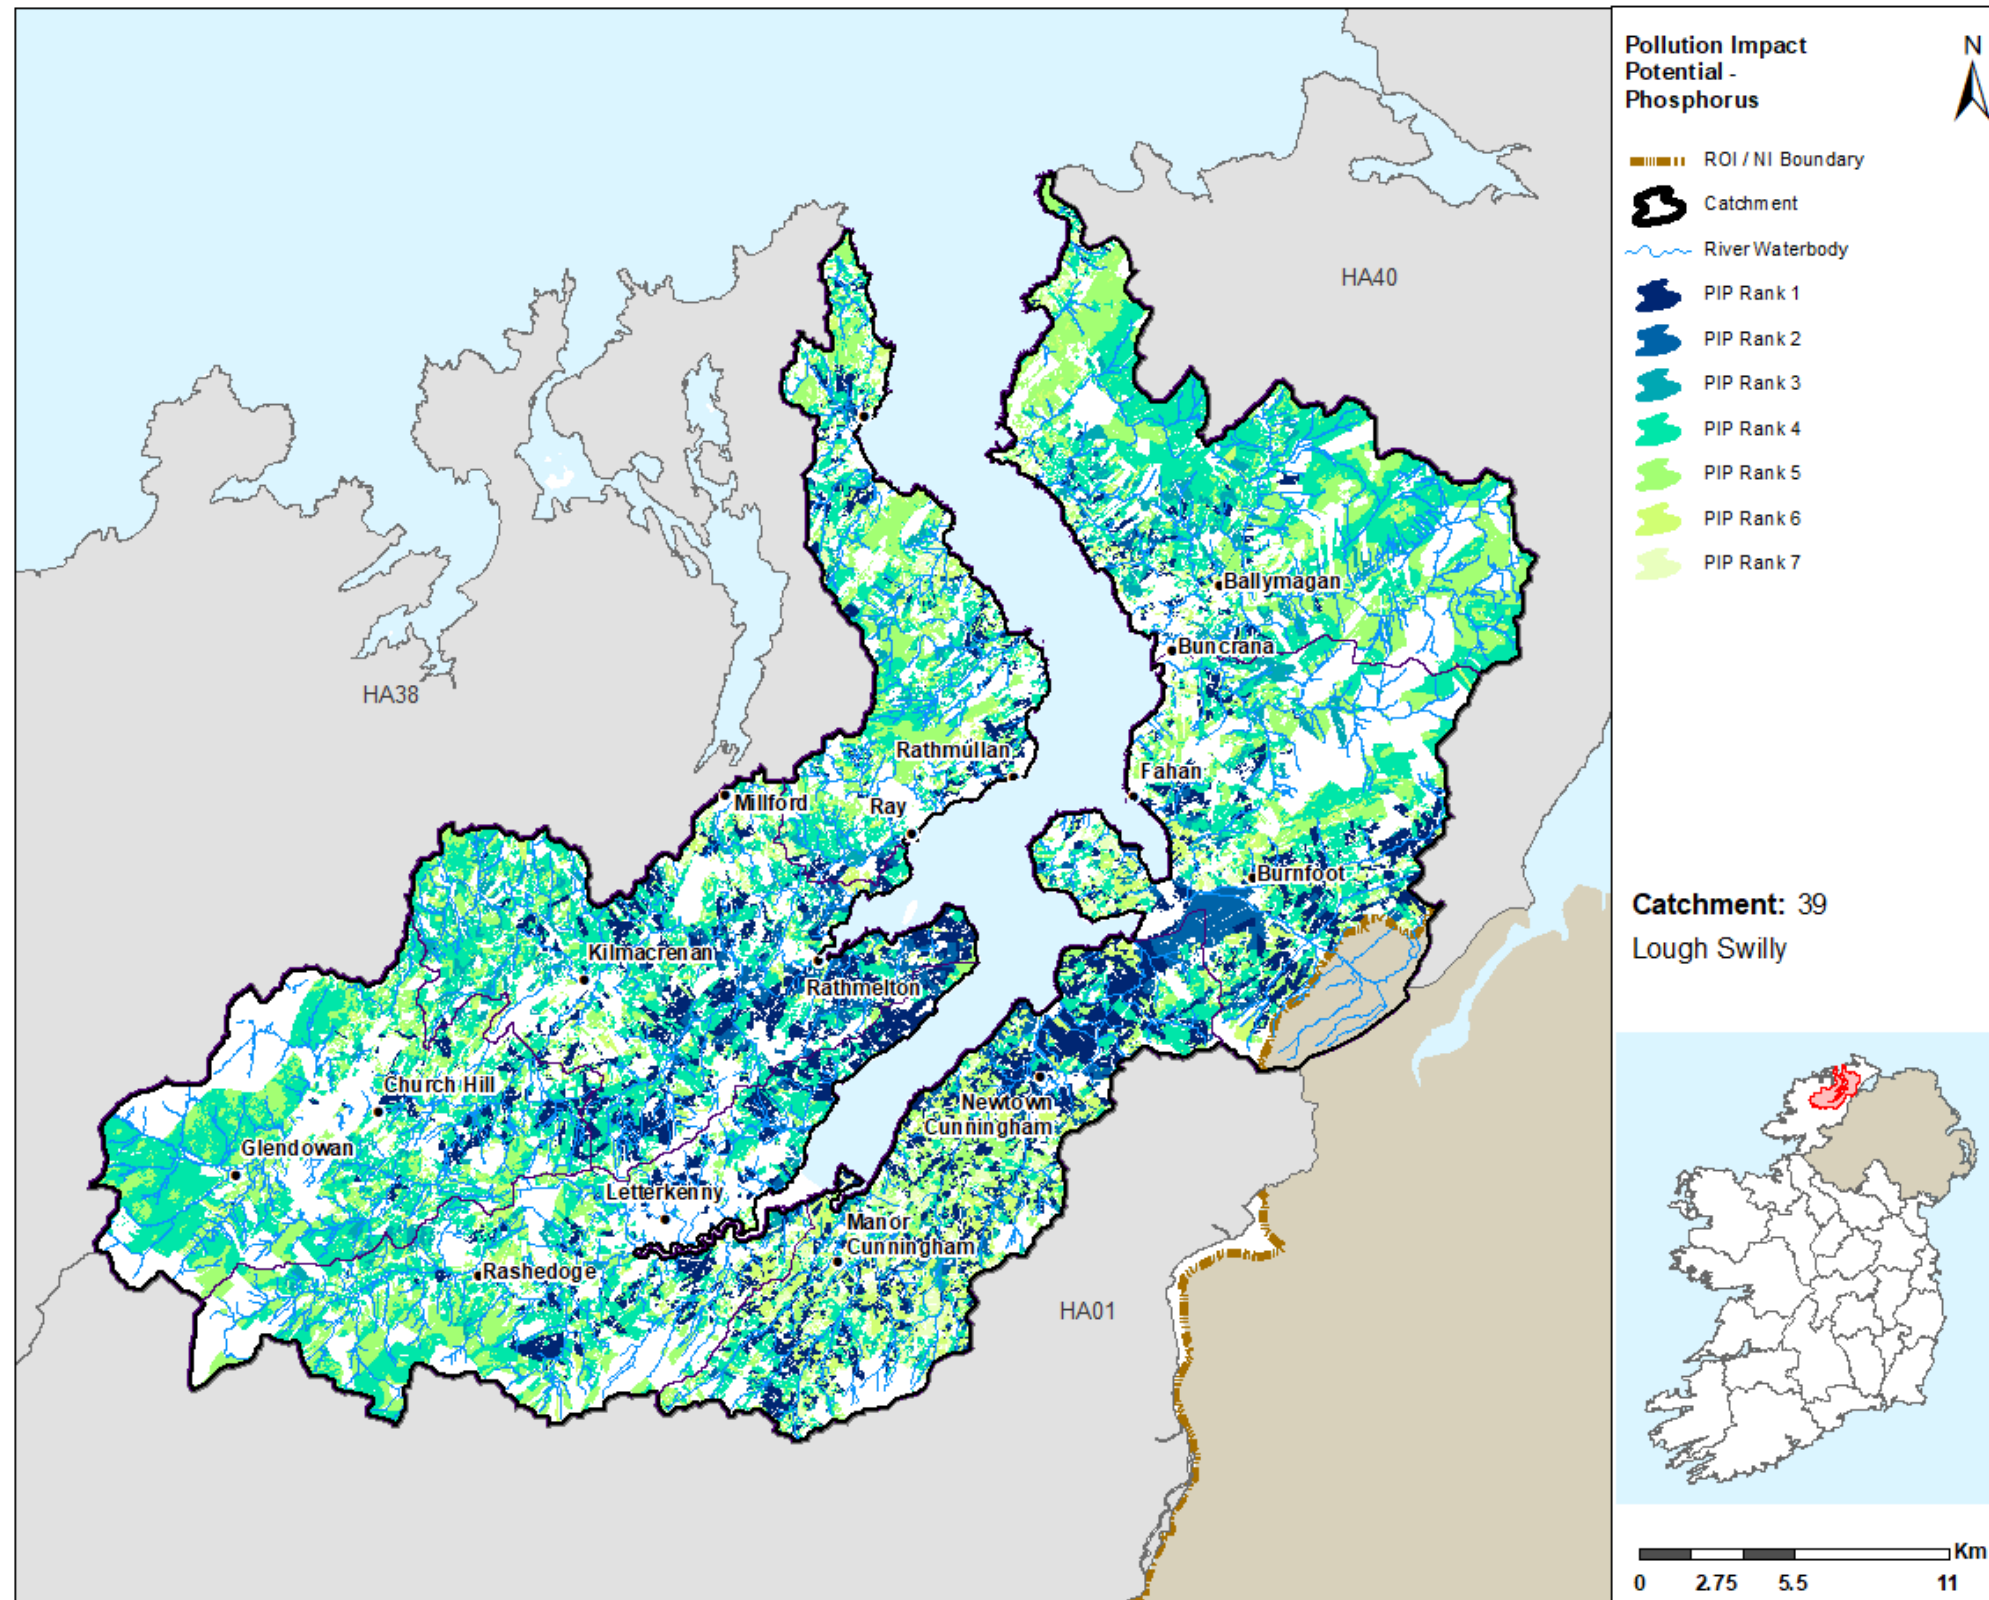 Pollution Impact
Potential -
Phosphorus
N
ROI / NI Boundary
Catchment
River Waterbody
PIP Rank 1
PIP Rank 2
PIP Rank 3
PIP Rank 4
PIP Rank 5
PIP Rank 6
PIP Rank 7
HA40
HA38
Ballymagan
Buncrana
Rathmullan
Fahan
Millford
Ray
Burnfoot
Kilmacrenan
Rathmelton
Church Hill
Newtown
Cunningham
Glendowan
Letterkenny
Manor
Cunningham
Rashedoge
HA01
Catchment: 39
Lough Swilly
Km
0 2.75 5.5 11